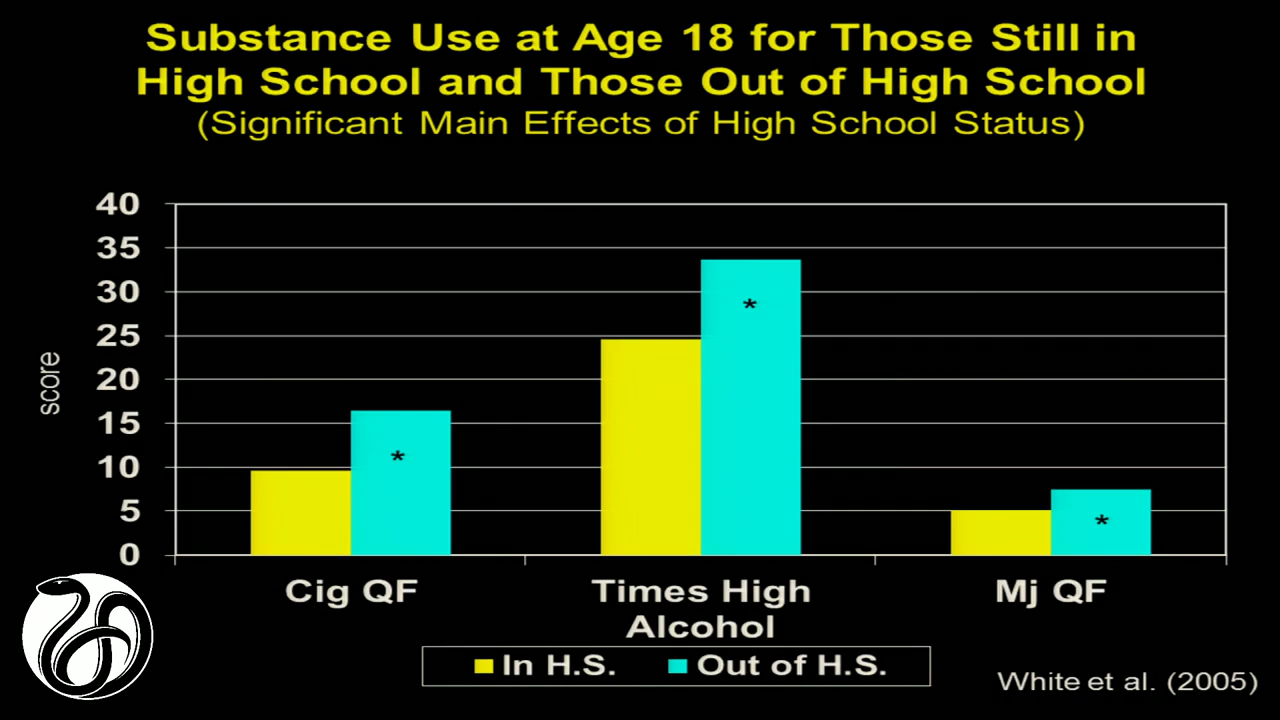 Substance Use at Age 18 for Those Still in
High School and Those Out of High School
(Significant Main Effects of High School Status)
40
35
30
25
20
15
10
5
0
score
*
*
*
Cig QF
Times High
Alcohol
Mj QF
In H.S.
Out of H.S.
White et al. (2005)